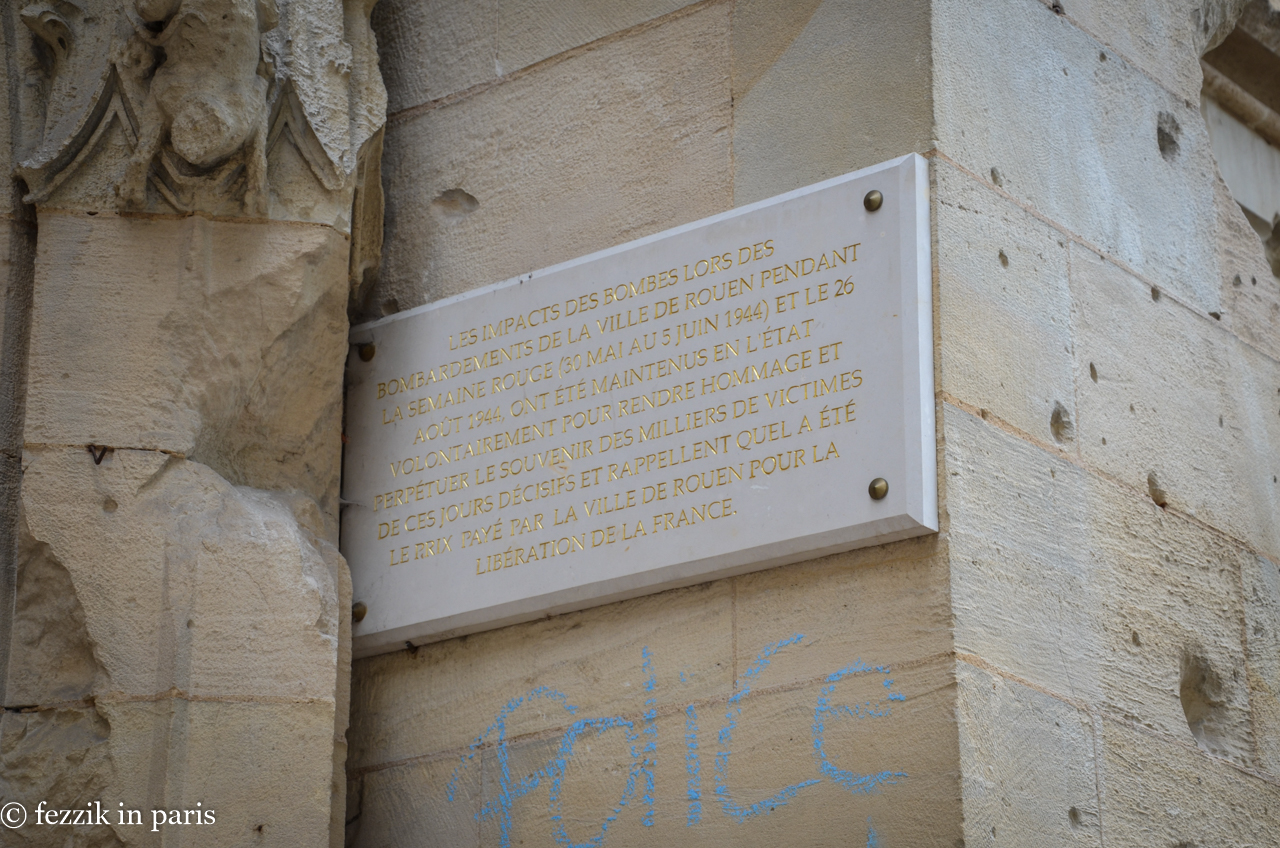 LES IMPACTS DES BOMBES LORS DES
BOMBARDEMENTS DE LA VILLE DE ROUEN PENDANT
LA SEMAINE ROUGE (30 MAI AU 5 JUIN 1944) ET LE 26
AOÛT 1944, ONT ÉTÉ MAINTENUS EN L'ÉTAT
VOLONTAIREMENT POUR RENDRE HOMMAGE ET
PERPÉTUER LE SOUVENIR DES MILLIERS DE VICTIMES
DE CES JOURS DÉCISIFS ET RAPPELLENT QUEL A ÉTÉ
LE PRIX PAYÉ PAR LA VILLE DE ROUEN POUR LA
LIBÉRATION DE LA FRANCE.
© fezzik in paris